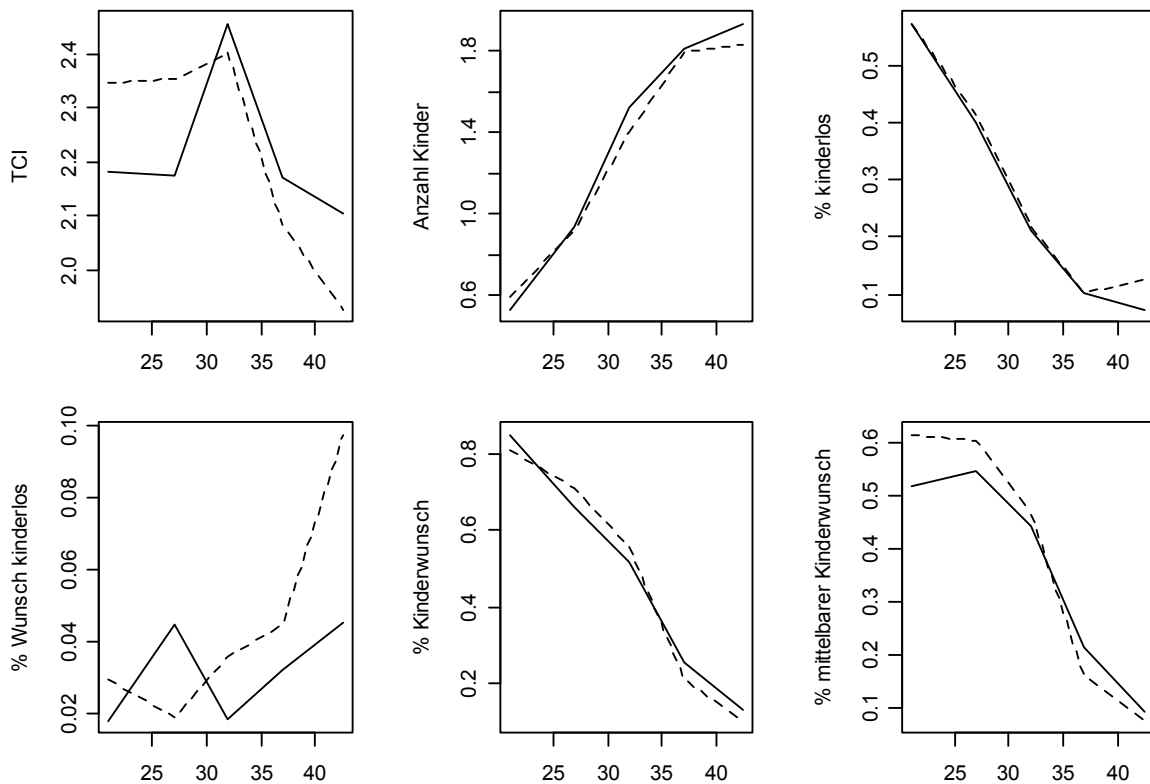 TCI
2.0 2.1 2.2 2.3 2.4
25 30 35 40
Anzahl Kinder
0.6 1.0 1.4 1.8
25 30 35 40
% kinderlos
0.1 0.2 0.3 0.4 0.5
25 30 35 40
% Wunsch kinderlos
0.02 0.04 0.06 0.08 0.10
25 30 35 40
% Kinderwunsch
0.2 0.4 0.6 0.8
25 30 35 40
% mittelbarer Kinderwunsch
0.1 0.2 0.3 0.4 0.5 0.6
25 30 35 40